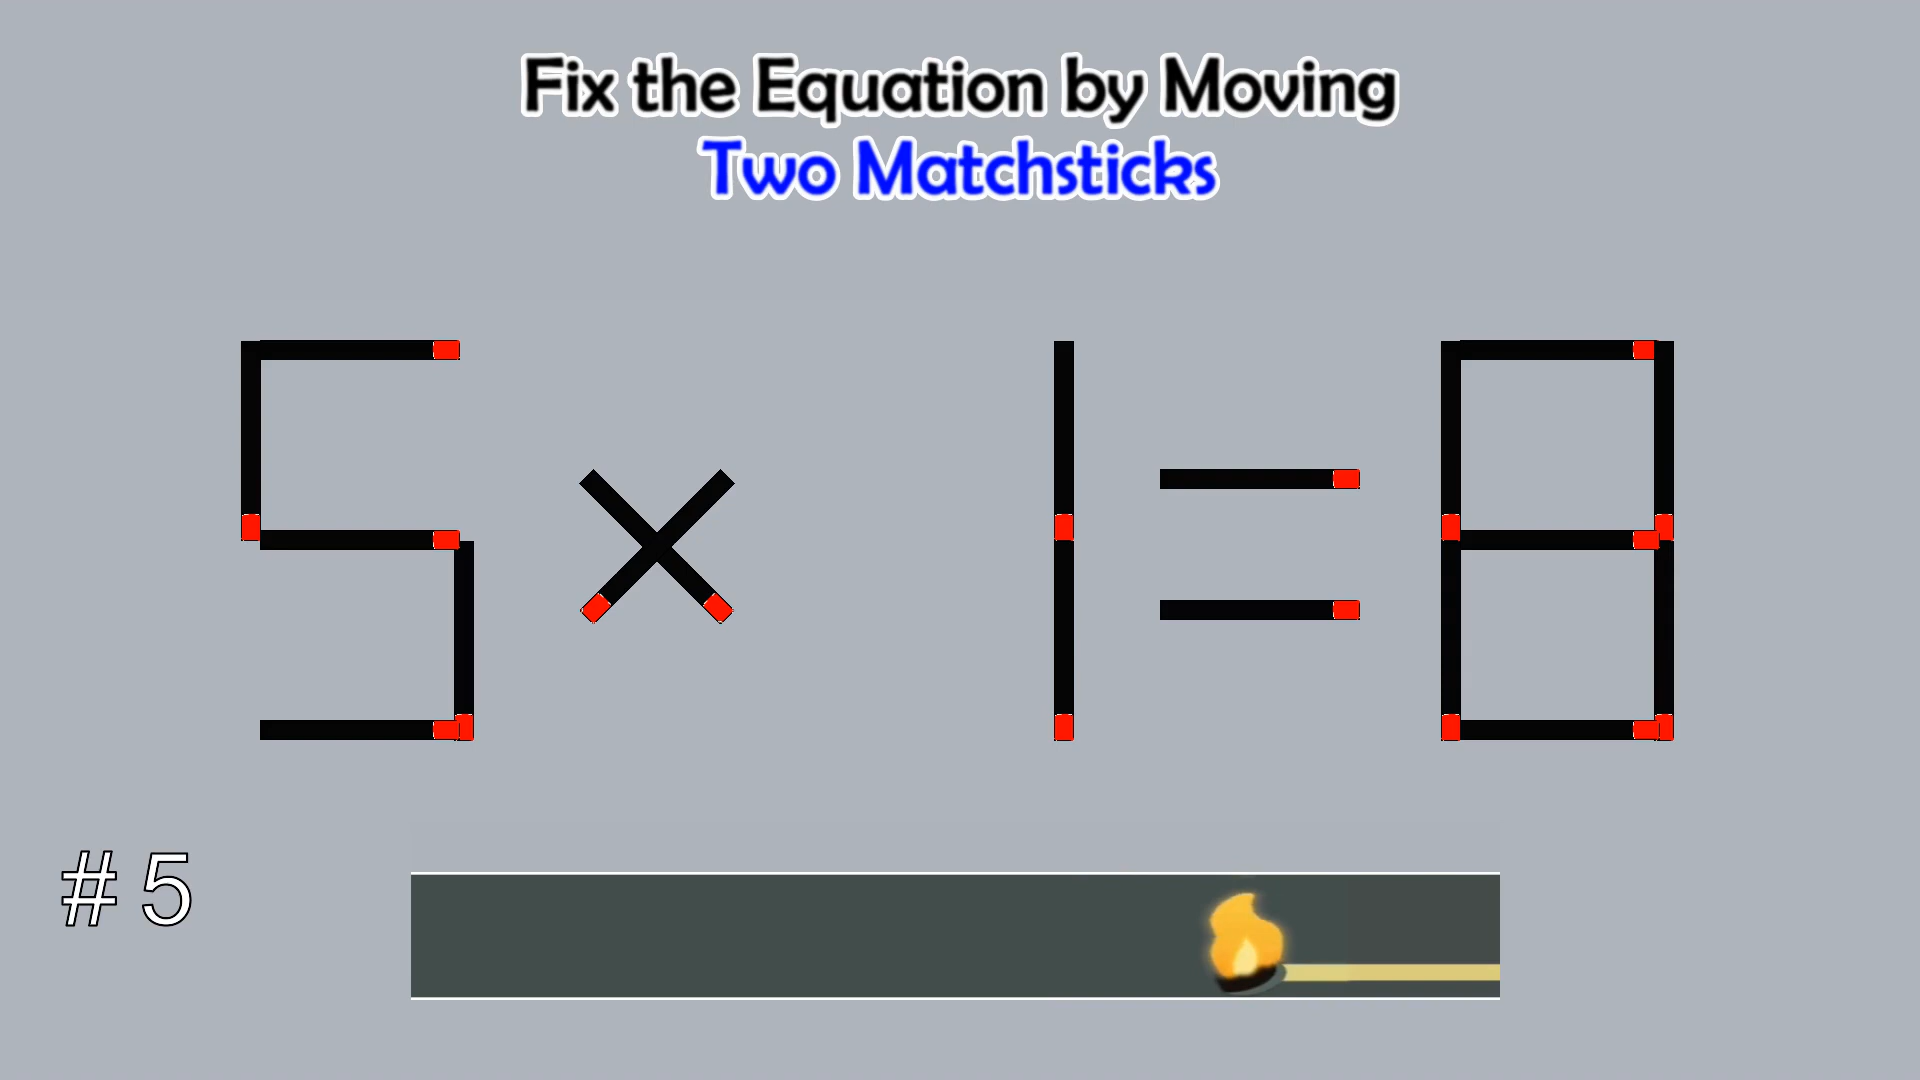 Fix the Equation by Moving
Two Matchsticks
5 × 1 = 8
# 5